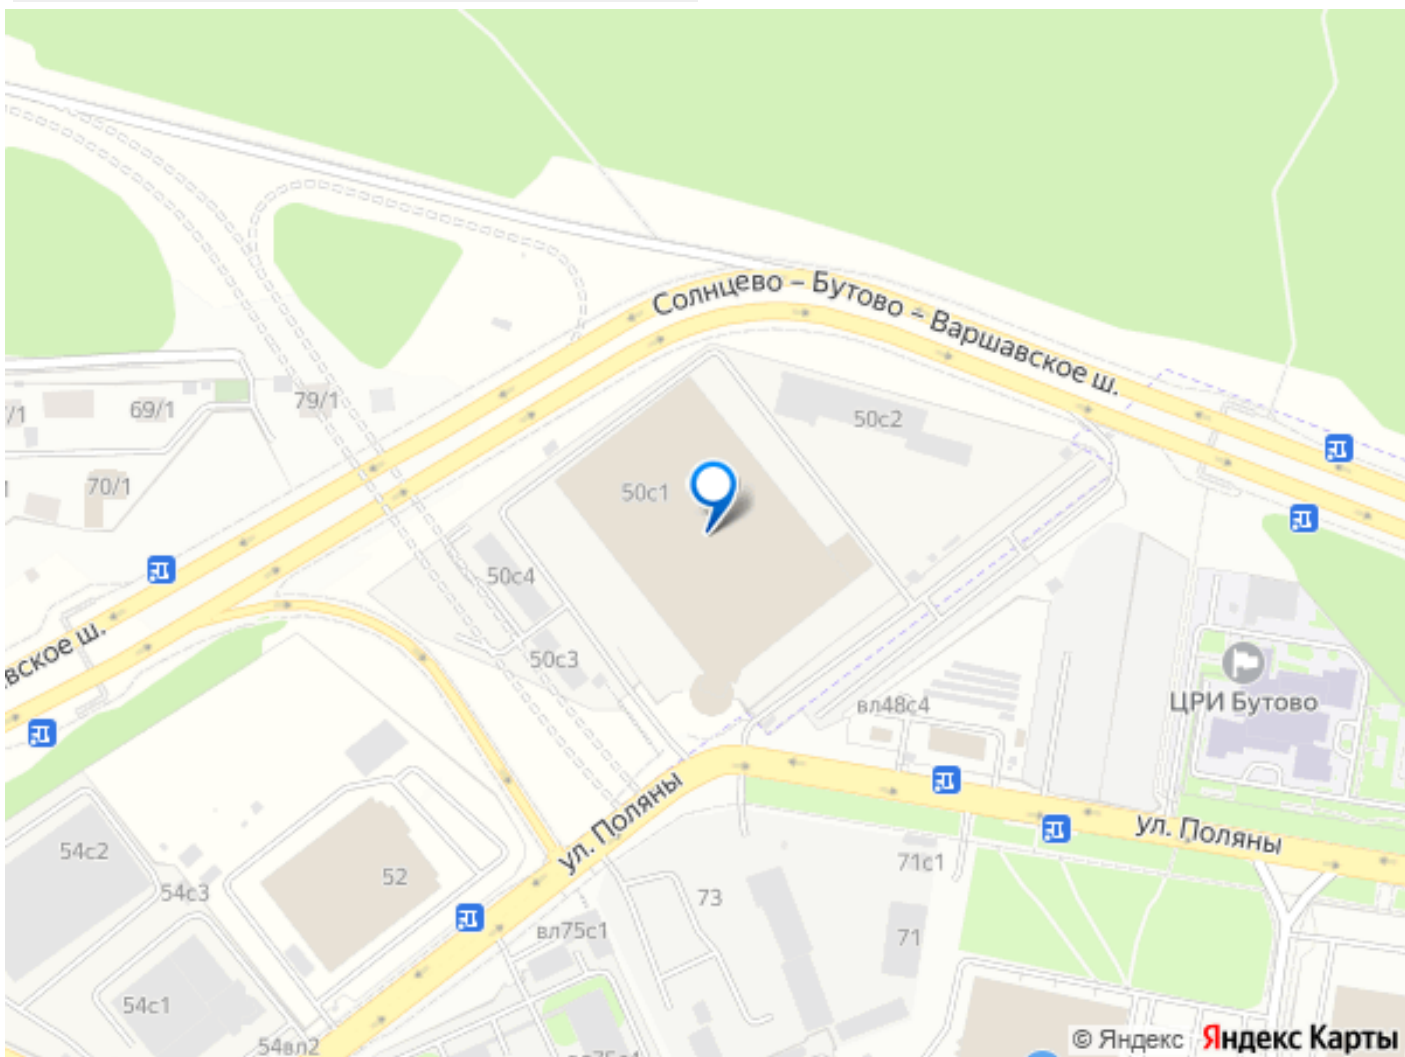 Солнцево – Бутово – Варшавское ш.
50с2
79/1
69/1
/1
50с1
70/1
50с4
вское ш.
50с3
ЦРИ Бутово
вл48с4
ул. Поляны
ул. Поляны
54с2
71с1
52
54с3
73
вл75с1
71
54с1
54вл2
© Яндекс Яндекс Карты